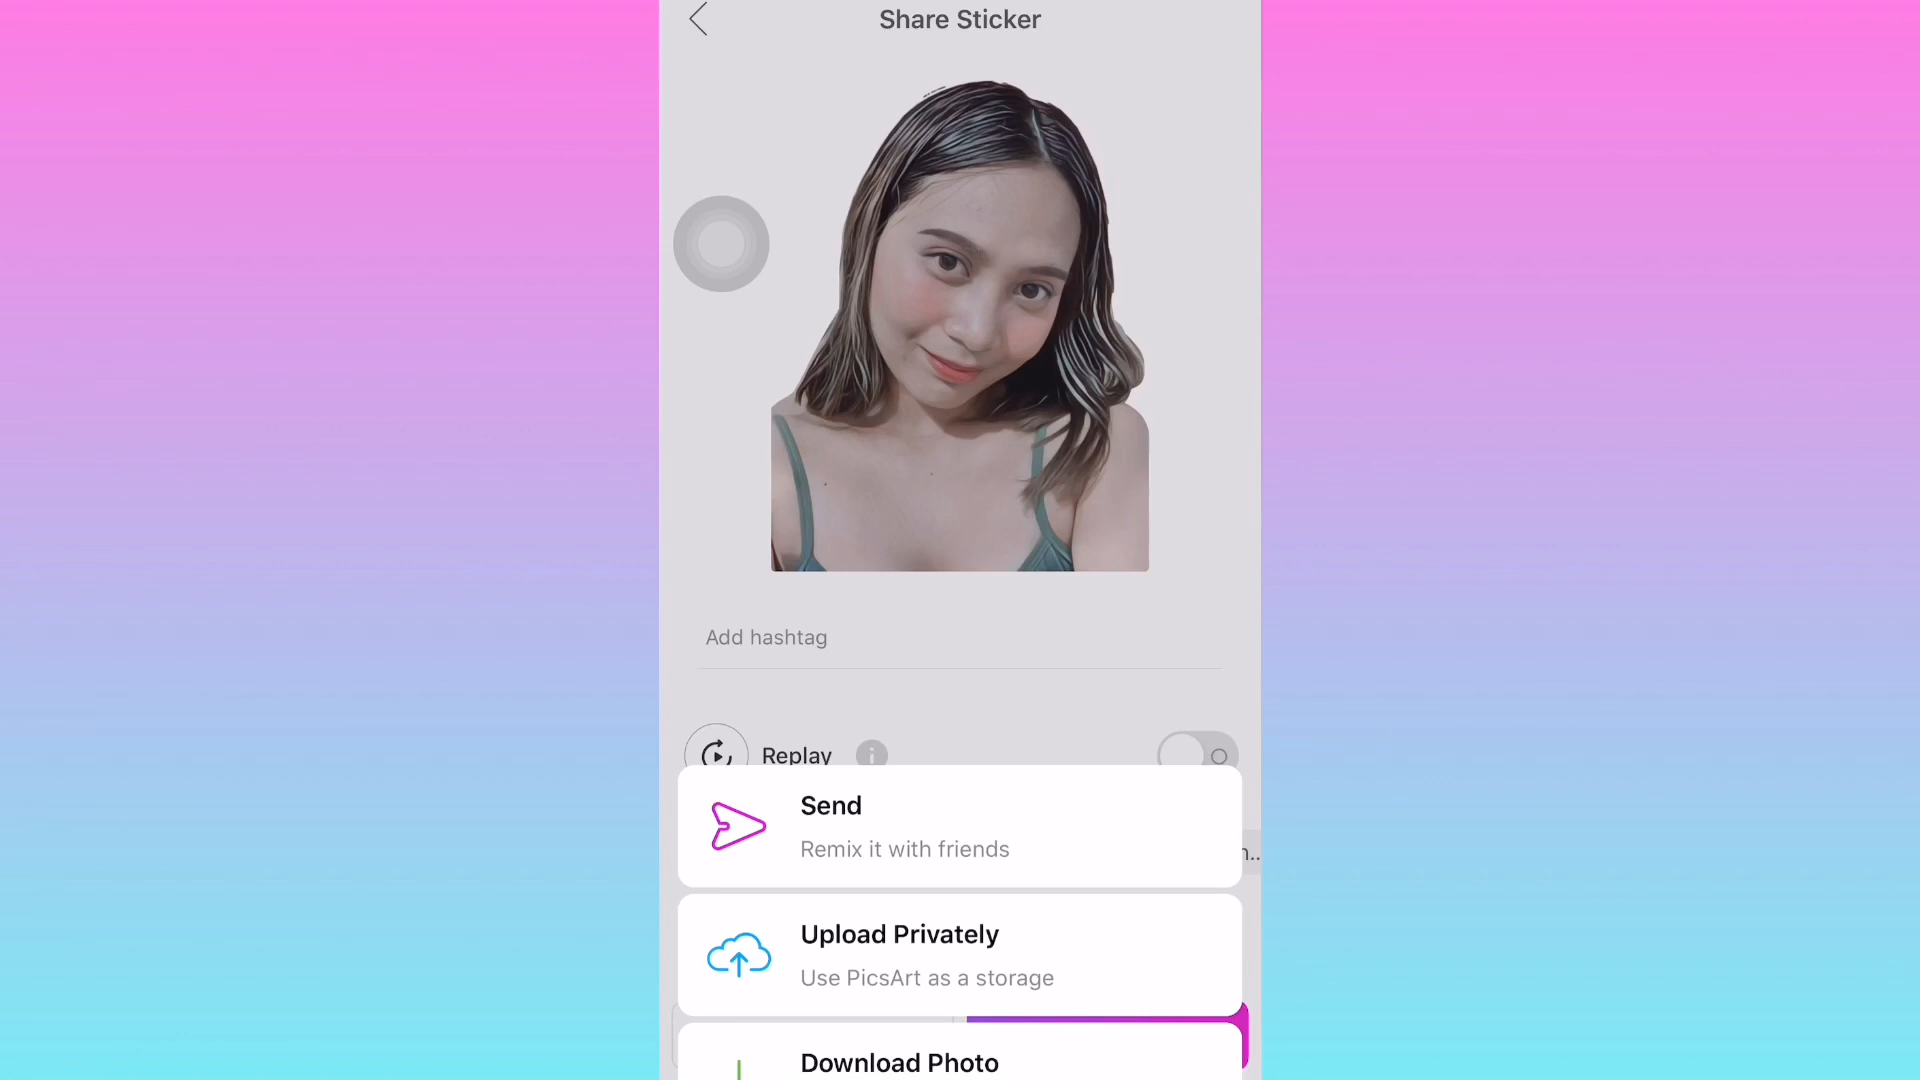 Share Sticker
Add hashtag
Replay
Send
Remix it with friends
Upload Privately
Use PicsArt as a storage
Download Photo